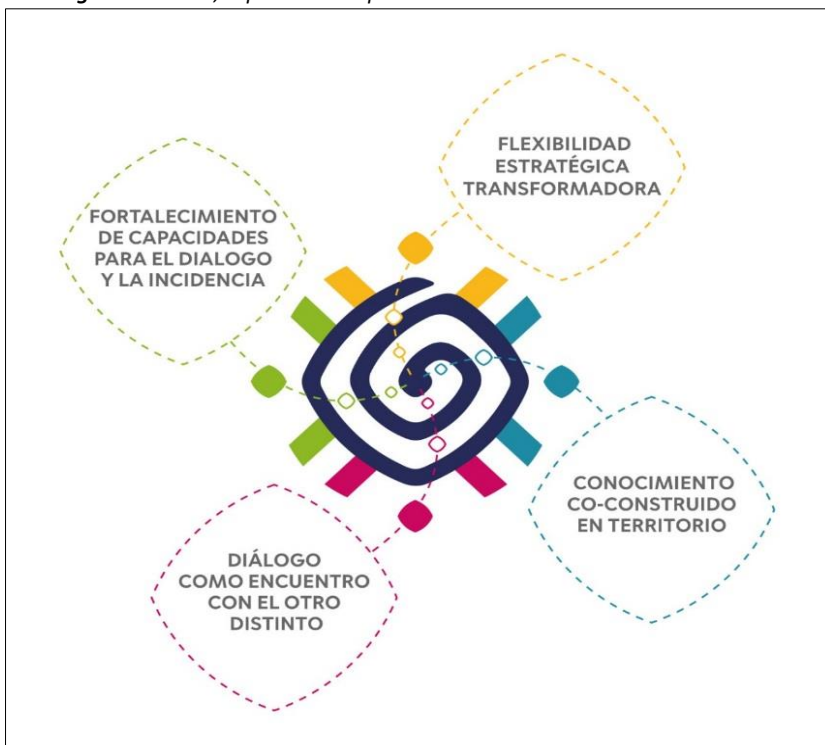 FLEXIBILIDAD
ESTRATÉGICA
TRANSFORMADORA
FORTALECIMIENTO
DE CAPACIDADES
PARA EL DIALOGO
Y LA INCIDENCIA
CONOCIMIENTO
CO-CONSTRUIDO
EN TERRITORIO
DIÁLOGO
COMO ENCUENTRO
CON EL OTRO
DISTINTO